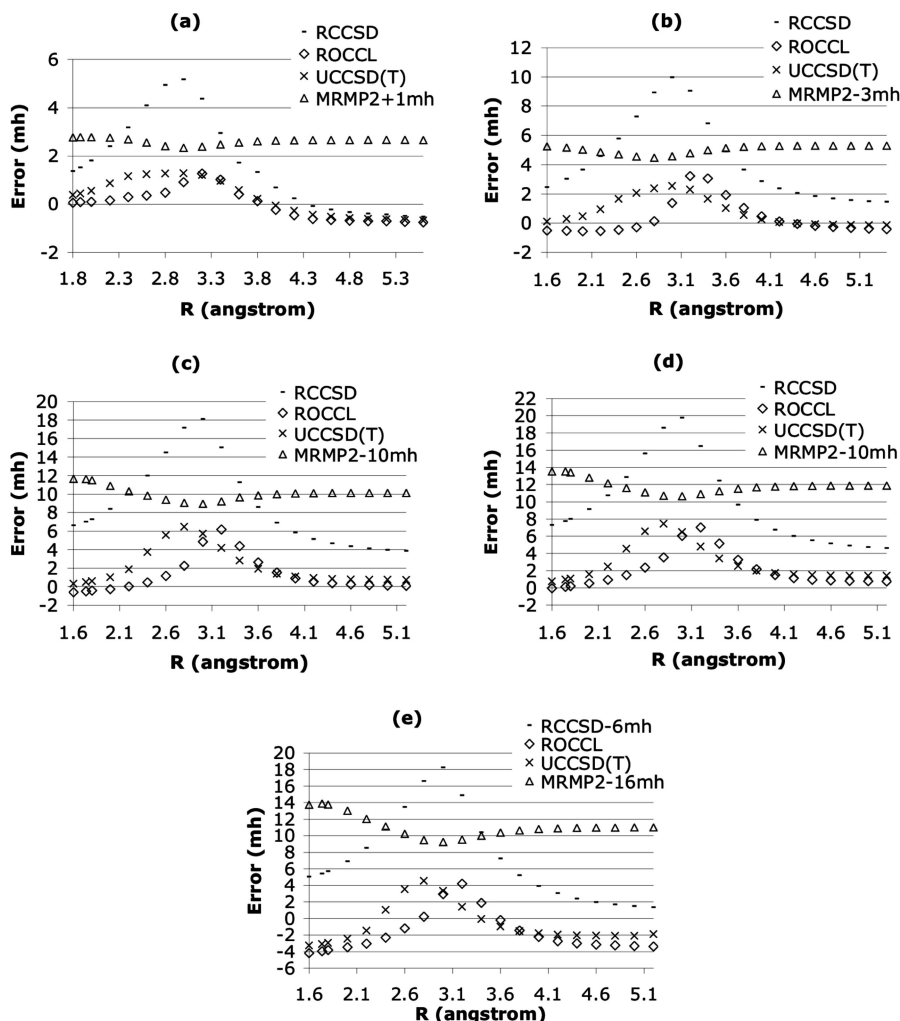 (a)
- RCCSD
◇ ROCCL
× UCCSD(T)
△ MRMP2+1mh
6
4
2
0
-2
Error (mh)
1.8 2.3 2.8 3.3 3.8 4.3 4.8 5.3
R (angstrom)
(b)
- RCCSD
◇ ROCCL
× UCCSD(T)
△ MRMP2-3mh
12
10
8
6
4
2
0
-2
Error (mh)
1.6 2.1 2.6 3.1 3.6 4.1 4.6 5.1
R (angstrom)
(c)
- RCCSD
◇ ROCCL
× UCCSD(T)
△ MRMP2-10mh
20
18
16
14
12
10
8
6
4
2
0
-2
Error (mh)
1.6 2.1 2.6 3.1 3.6 4.1 4.6 5.1
R (angstrom)
(d)
- RCCSD
◇ ROCCL
× UCCSD(T)
△ MRMP2-10mh
22
20
18
16
14
12
10
8
6
4
2
0
-2
Error (mh)
1.6 2.1 2.6 3.1 3.6 4.1 4.6 5.1
R (angstrom)
(e)
- RCCSD-6mh
◇ ROCCL
× UCCSD(T)
△ MRMP2-16mh
20
18
16
14
12
10
8
6
4
2
0
-2
-4
-6
Error (mh)
1.6 2.1 2.6 3.1 3.6 4.1 4.6 5.1
R (angstrom)